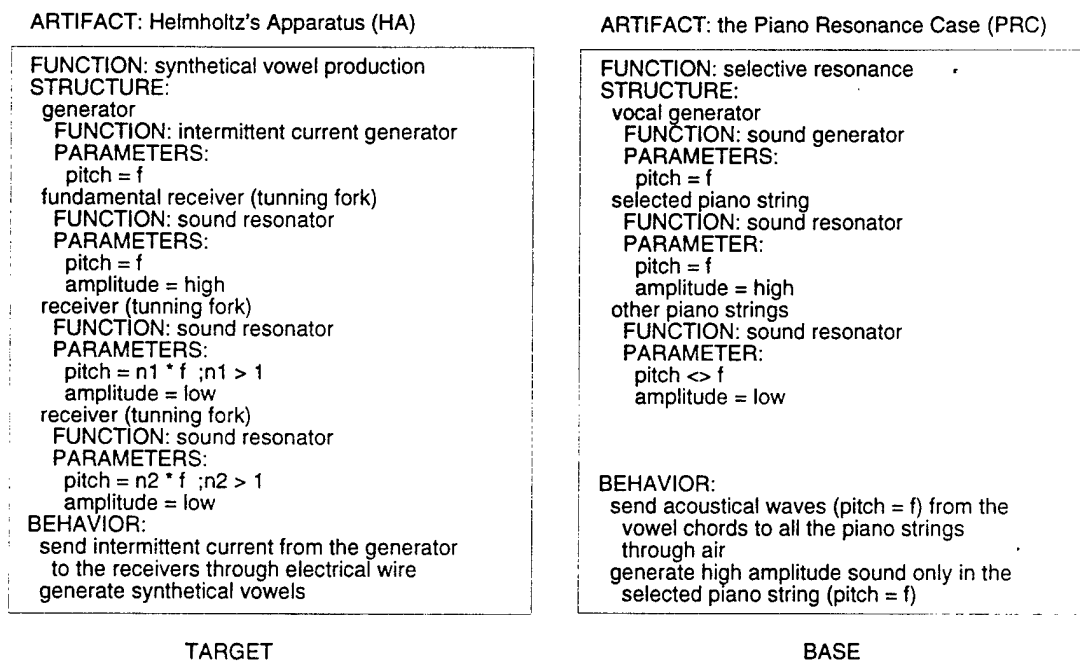 ARTIFACT: Helmholtz's Apparatus (HA)
FUNCTION: synthetical vowel production
STRUCTURE:
generator
FUNCTION: intermittent current generator
PARAMETERS:
pitch = f
fundamental receiver (tunning fork)
FUNCTION: sound resonator
PARAMETERS:
pitch = f
amplitude = high
receiver (tunning fork)
FUNCTION: sound resonator
PARAMETERS:
pitch = n1 * f ;n1 > 1
amplitude = low
receiver (tunning fork)
FUNCTION: sound resonator
PARAMETERS:
pitch = n2 * f ;n2 > 1
amplitude = low
BEHAVIOR:
send intermittent current from the generator
to the receivers through electrical wire
generate synthetical vowels
TARGET
ARTIFACT: the Piano Resonance Case (PRC)
FUNCTION: selective resonance
STRUCTURE:
vocal generator
FUNCTION: sound generator
PARAMETERS:
pitch = f
selected piano string
FUNCTION: sound resonator
PARAMETER:
pitch = f
amplitude = high
other piano strings
FUNCTION: sound resonator
PARAMETER:
pitch <> f
amplitude = low
BEHAVIOR:
send acoustical waves (pitch = f) from the
vowel chords to all the piano strings
through air
generate high amplitude sound only in the
selected piano string (pitch = f)
BASE